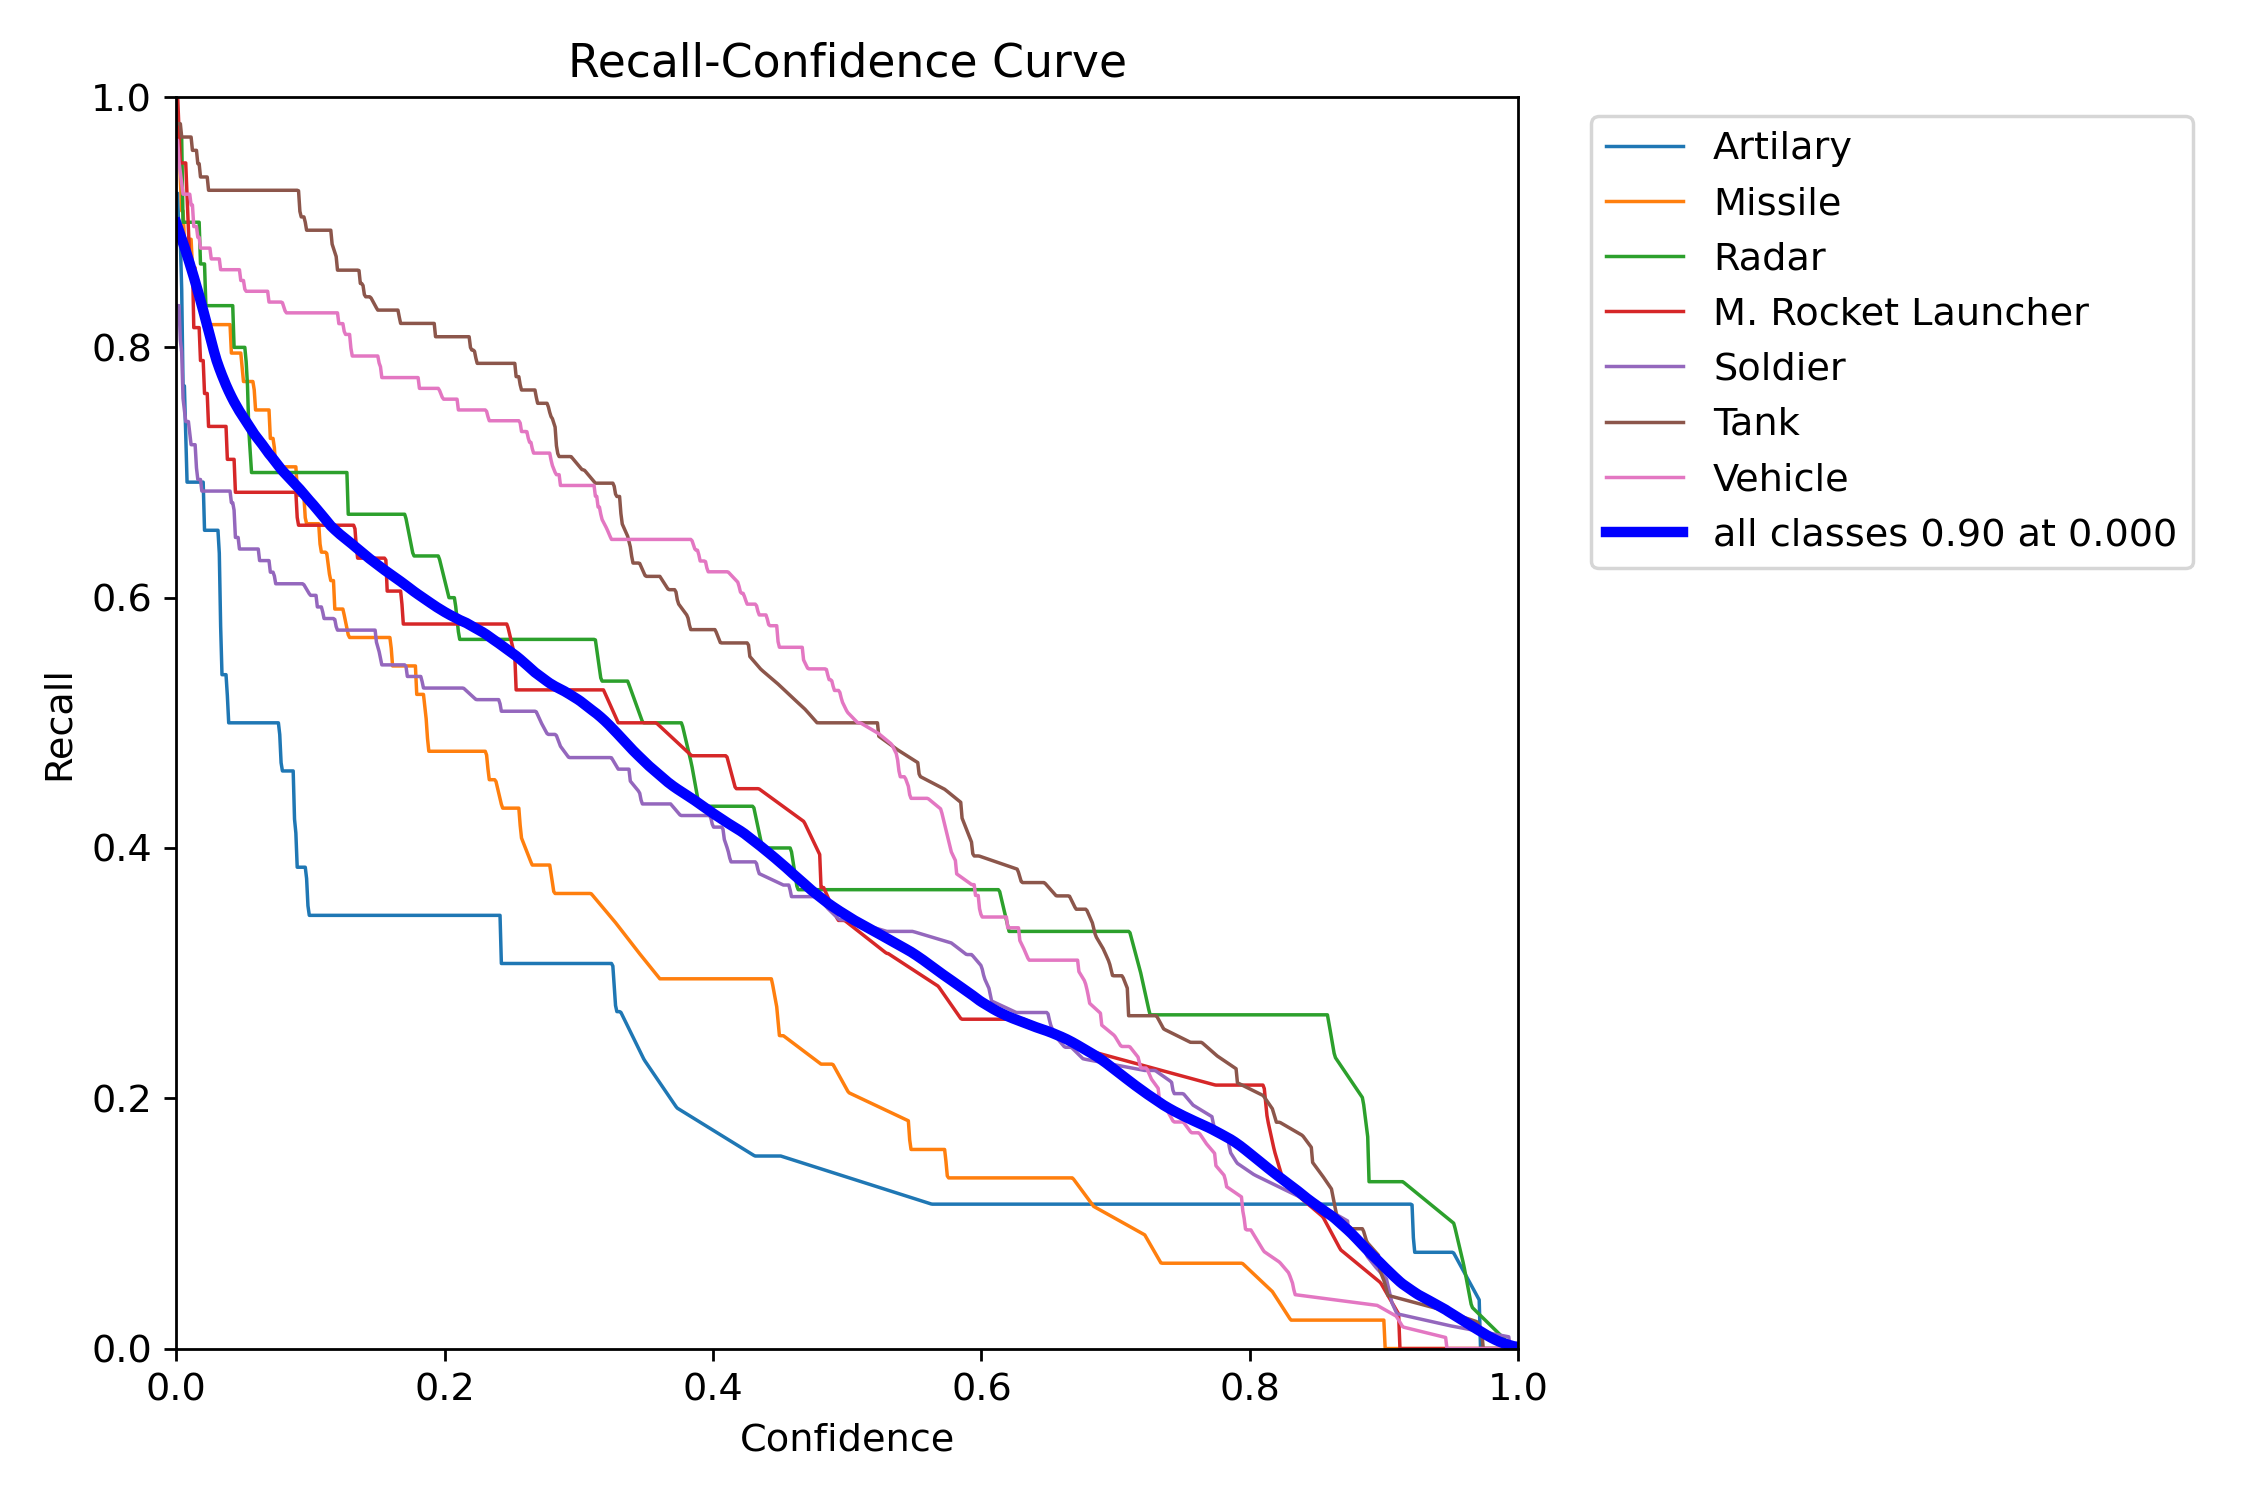 Recall-Confidence Curve
1.0
0.8
0.6
0.4
0.2
0.0
Recall
0.0 0.2 0.4 0.6 0.8 1.0
Confidence
Artilary
Missile
Radar
M. Rocket Launcher
Soldier
Tank
Vehicle
all classes 0.90 at 0.000